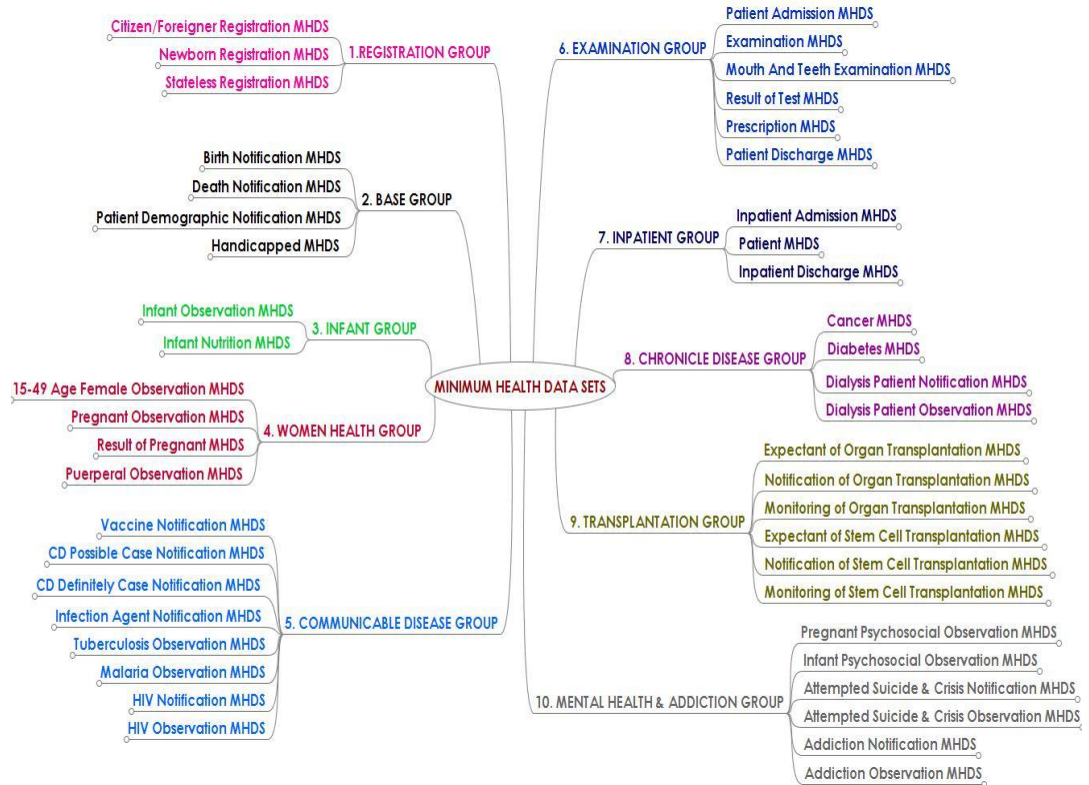 MINIMUM HEALTH DATA SETS
1.REGISTRATION GROUP
Citizen/Foreigner Registration MHDS
Newborn Registration MHDS
Stateless Registration MHDS
2. BASE GROUP
Birth Notification MHDS
Death Notification MHDS
Patient Demographic Notification MHDS
Handicapped MHDS
3. INFANT GROUP
Infant Observation MHDS
Infant Nutrition MHDS
4. WOMEN HEALTH GROUP
15-49 Age Female Observation MHDS
Pregnant Observation MHDS
Result of Pregnant MHDS
Puerperal Observation MHDS
5. COMMUNICABLE DISEASE GROUP
Vaccine Notification MHDS
CD Possible Case Notification MHDS
CD Definitely Case Notification MHDS
Infection Agent Notification MHDS
Tuberculosis Observation MHDS
Malaria Observation MHDS
HIV Notification MHDS
HIV Observation MHDS
6. EXAMINATION GROUP
Patient Admission MHDS
Examination MHDS
Mouth And Teeth Examination MHDS
Result of Test MHDS
Prescription MHDS
Patient Discharge MHDS
7. INPATIENT GROUP
Inpatient Admission MHDS
Patient MHDS
Inpatient Discharge MHDS
8. CHRONICLE DISEASE GROUP
Cancer MHDS
Diabetes MHDS
Dialysis Patient Notification MHDS
Dialysis Patient Observation MHDS
9. TRANSPLANTATION GROUP
Expectant of Organ Transplantation MHDS
Notification of Organ Transplantation MHDS
Monitoring of Organ Transplantation MHDS
Expectant of Stem Cell Transplantation MHDS
Notification of Stem Cell Transplantation MHDS
Monitoring of Stem Cell Transplantation MHDS
10. MENTAL HEALTH & ADDICTION GROUP
Pregnant Psychosocial Observation MHDS
Infant Psychosocial Observation MHDS
Attempted Suicide & Crisis Notification MHDS
Attempted Suicide & Crisis Observation MHDS
Addiction Notification MHDS
Addiction Observation MHDS